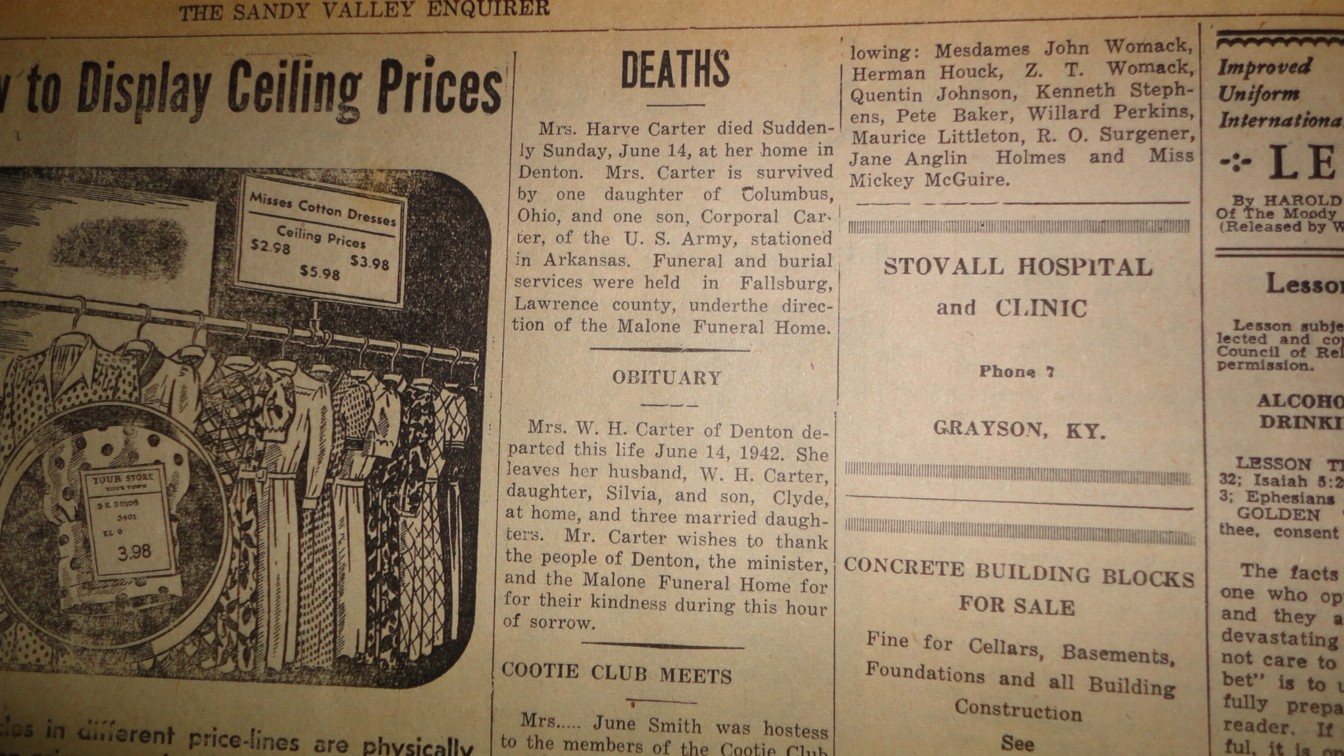 THE SANDY VALLEY ENQUIRER
to Display Ceiling Prices
Misses Cotton Dresses
Ceiling Prices
$2.98
$3.98
$5.98
YOUR STORE
YOUR TOWN
3401
3.98
in different price-lines are physically
DEATHS
Mrs. Harve Carter died Sudden-
ly Sunday, June 14, at her home in
Denton. Mrs. Carter is survived
by one daughter of Columbus,
Ohio, and one son, Corporal Car-
ter, of the U. S. Army, stationed
in Arkansas. Funeral and burial
services were held in Fallsburg,
Lawrence county, underthe direc-
tion of the Malone Funeral Home.
OBITUARY
Mrs. W. H. Carter of Denton de-
parted this life June 14, 1942. She
leaves her husband, W. H. Carter,
daughter, Silvia, and son, Clyde,
at home, and three married daugh-
ters. Mr. Carter wishes to thank
the people of Denton, the minister,
and the Malone Funeral Home for
for their kindness during this hour
of sorrow.
COOTIE CLUB MEETS
Mrs..... June Smith was hostess
to the members of the Cootie Club
lowing: Mesdames John Womack,
Herman Houck, Z. T. Womack,
Quentin Johnson, Kenneth Steph-
ens, Pete Baker, Willard Perkins,
Maurice Littleton, R. O. Surgener,
Jane Anglin Holmes and Miss
Mickey McGuire.
STOVALL HOSPITAL
and CLINIC
Phone 7
GRAYSON, KY.
CONCRETE BUILDING BLOCKS
FOR SALE
Fine for Cellars, Basements,
Foundations and all Building
Construction
See
Improved
Uniform
Internationa
LE
By HAROLD
Of The Moody
(Released by W
Lesson
Lesson subje
lected and co
Council of Rel
permission.
ALCOHO
DRINKI
LESSON T
32; Isaiah 5:2
3; Ephesians
GOLDEN
thee, consent
The facts
one who op
and they a
devastating
not care to
bet" is to
fully prepa
reader. If
ful, it is